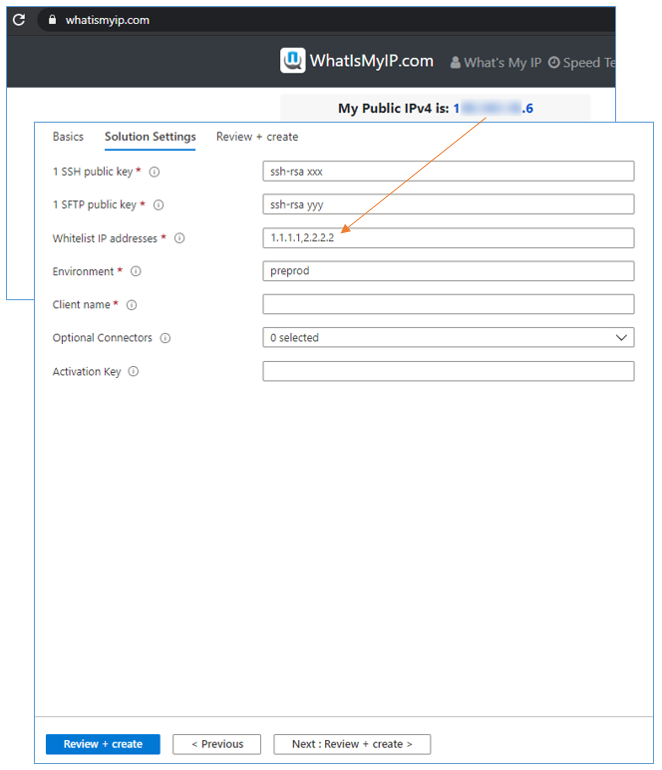 whatismyip.com
WhatIsMyIP.com What's My IP Speed Te
My Public IPv4 is: 1 .6
Basics Solution Settings Review + create
1 SSH public key * ssh-rsa xxx
1 SFTP public key * ssh-rsa yyy
Whitelist IP addresses * 1.1.1.1,2.2.2.2
Environment * preprod
Client name *
Optional Connectors 0 selected
Activation Key
Review + create < Previous Next : Review + create >